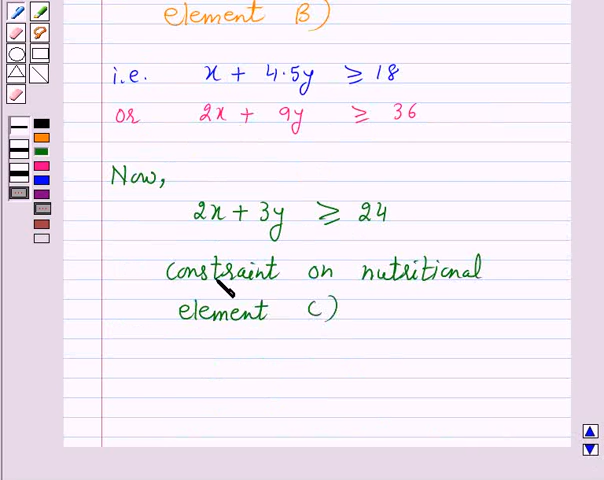 element B)
i.e. x + 4.5y ≥ 18
or 2x + 9y ≥ 36
Now,
2x + 3y ≥ 24
constraint on nutritional
element C)